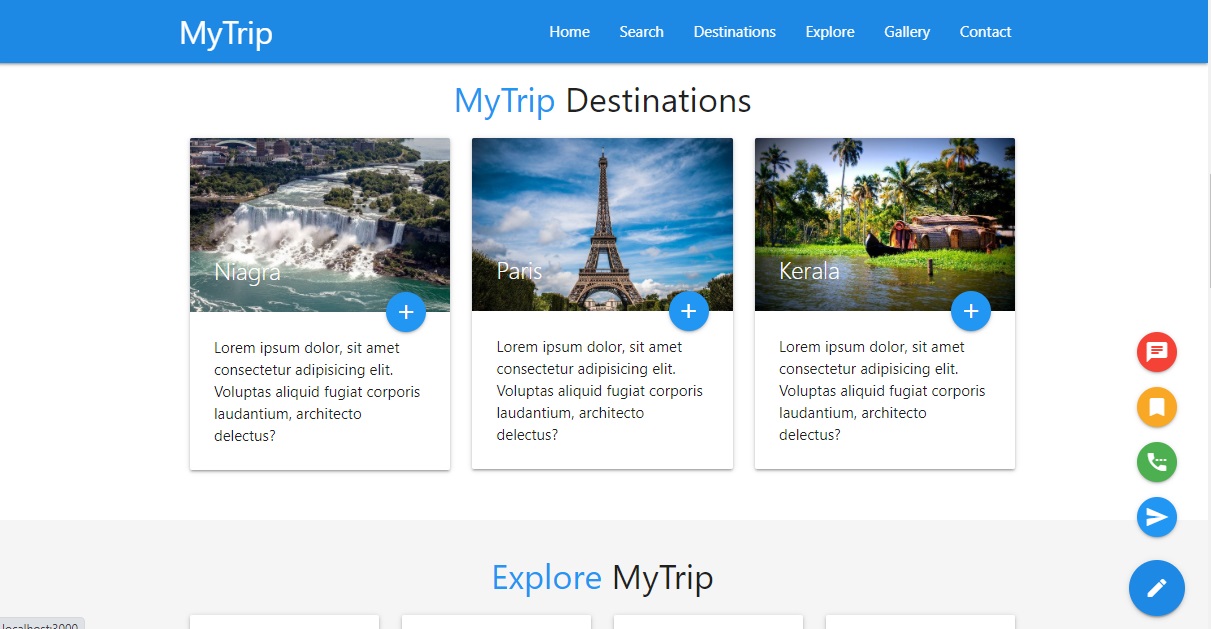 MyTrip
Home Search Destinations Explore Gallery Contact
MyTrip Destinations
Niagra
Lorem ipsum dolor, sit amet
consectetur adipisicing elit.
Voluptas aliquid fugiat corporis
laudantium, architecto
delectus?
Paris
Lorem ipsum dolor, sit amet
consectetur adipisicing elit.
Voluptas aliquid fugiat corporis
laudantium, architecto
delectus?
Kerala
Lorem ipsum dolor, sit amet
consectetur adipisicing elit.
Voluptas aliquid fugiat corporis
laudantium, architecto
delectus?
Explore MyTrip
localhost:3000